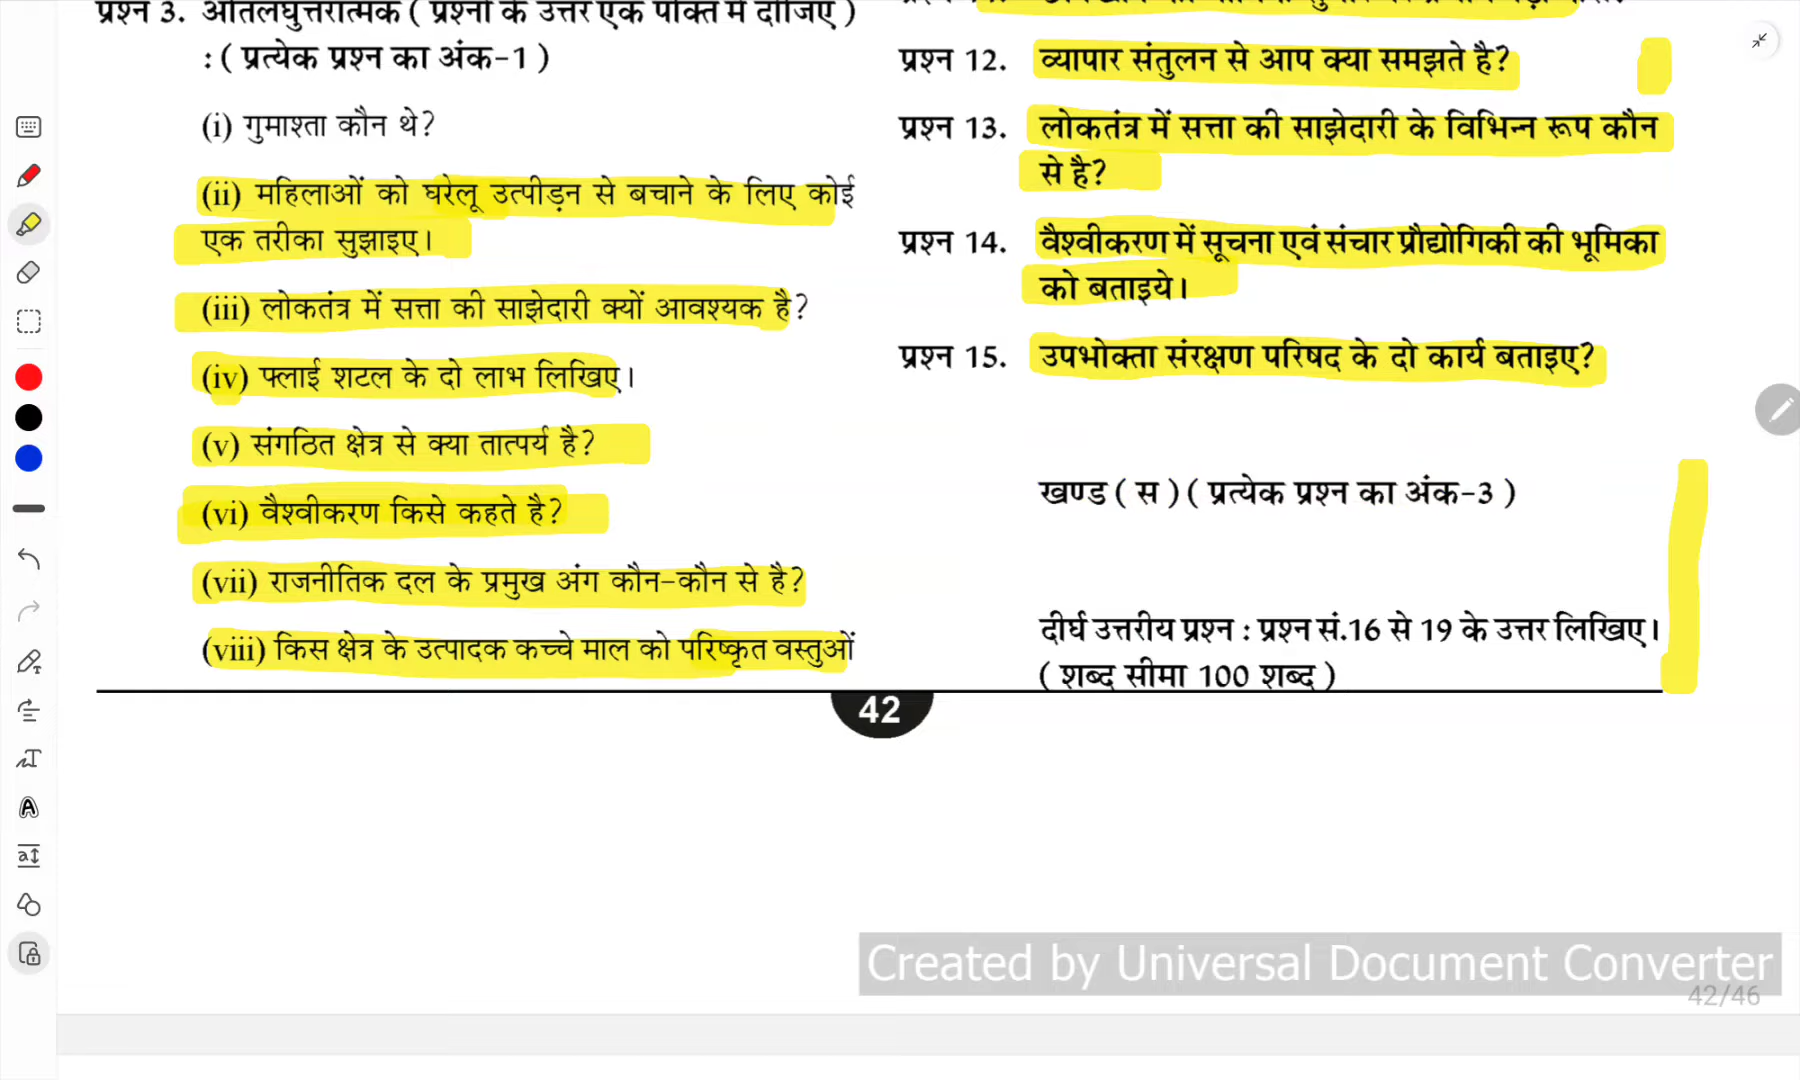 प्रश्न 3. अतिलघुत्तरात्मक ( प्रश्नों के उत्तर एक पंक्ति में दीजिए )
: ( प्रत्येक प्रश्न का अंक-1 )
(i) गुमाश्ता कौन थे?
(ii) महिलाओं को घरेलू उत्पीड़न से बचाने के लिए कोई
एक तरीका सुझाइए।
(iii) लोकतंत्र में सत्ता की साझेदारी क्यों आवश्यक है?
(iv) फ्लाई शटल के दो लाभ लिखिए।
(v) संगठित क्षेत्र से क्या तात्पर्य है?
(vi) वैश्वीकरण किसे कहते है?
(vii) राजनीतिक दल के प्रमुख अंग कौन-कौन से है?
(viii) किस क्षेत्र के उत्पादक कच्चे माल को परिष्कृत वस्तुओं
प्रश्न 12. व्यापार संतुलन से आप क्या समझते है?
प्रश्न 13. लोकतंत्र में सत्ता की साझेदारी के विभिन्न रूप कौन
से है?
प्रश्न 14. वैश्वीकरण में सूचना एवं संचार प्रौद्योगिकी की भूमिका
को बताइये।
प्रश्न 15. उपभोक्ता संरक्षण परिषद के दो कार्य बताइए?
खण्ड ( स ) ( प्रत्येक प्रश्न का अंक-3 )
दीर्घ उत्तरीय प्रश्न : प्रश्न सं.16 से 19 के उत्तर लिखिए।
( शब्द सीमा 100 शब्द )
42
Created by Universal Document Converter
42/46